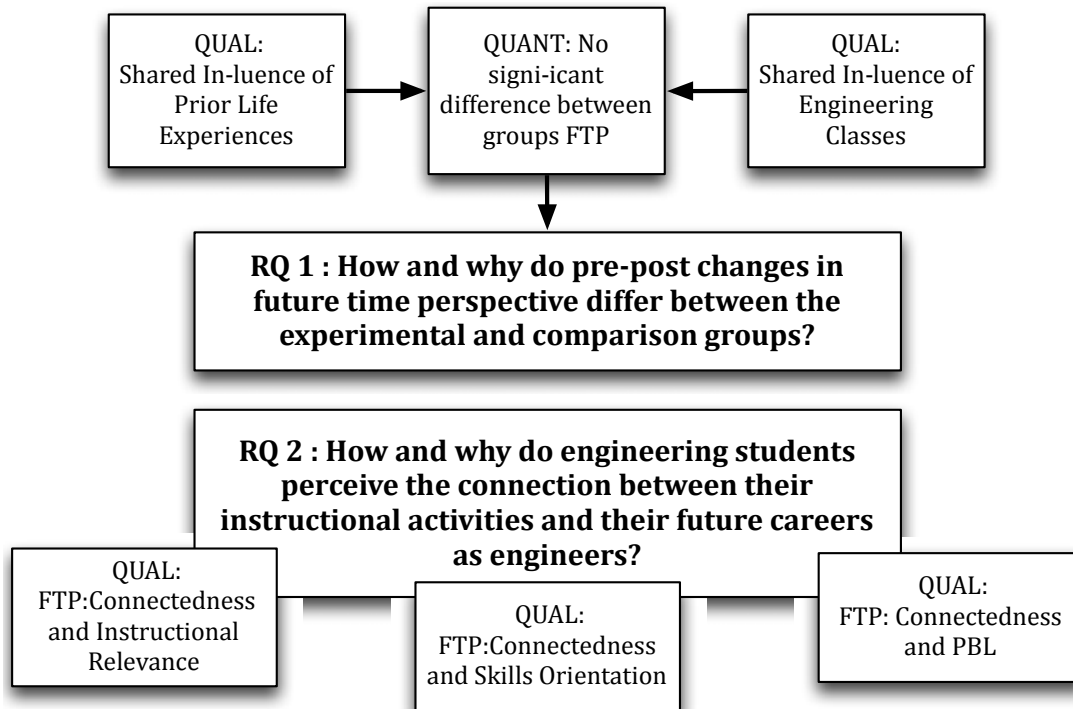 QUAL:
Shared In-luence of
Prior Life
Experiences
QUANT: No
signi-icant
difference between
groups FTP
QUAL:
Shared In-luence of
Engineering
Classes
RQ 1 : How and why do pre-post changes in
future time perspective differ between the
experimental and comparison groups?
RQ 2 : How and why do engineering students
perceive the connection between their
instructional activities and their future careers
as engineers?
QUAL:
FTP:Connectedness
and Instructional
Relevance
QUAL:
FTP:Connectedness
and Skills Orientation
QUAL:
FTP: Connectedness
and PBL